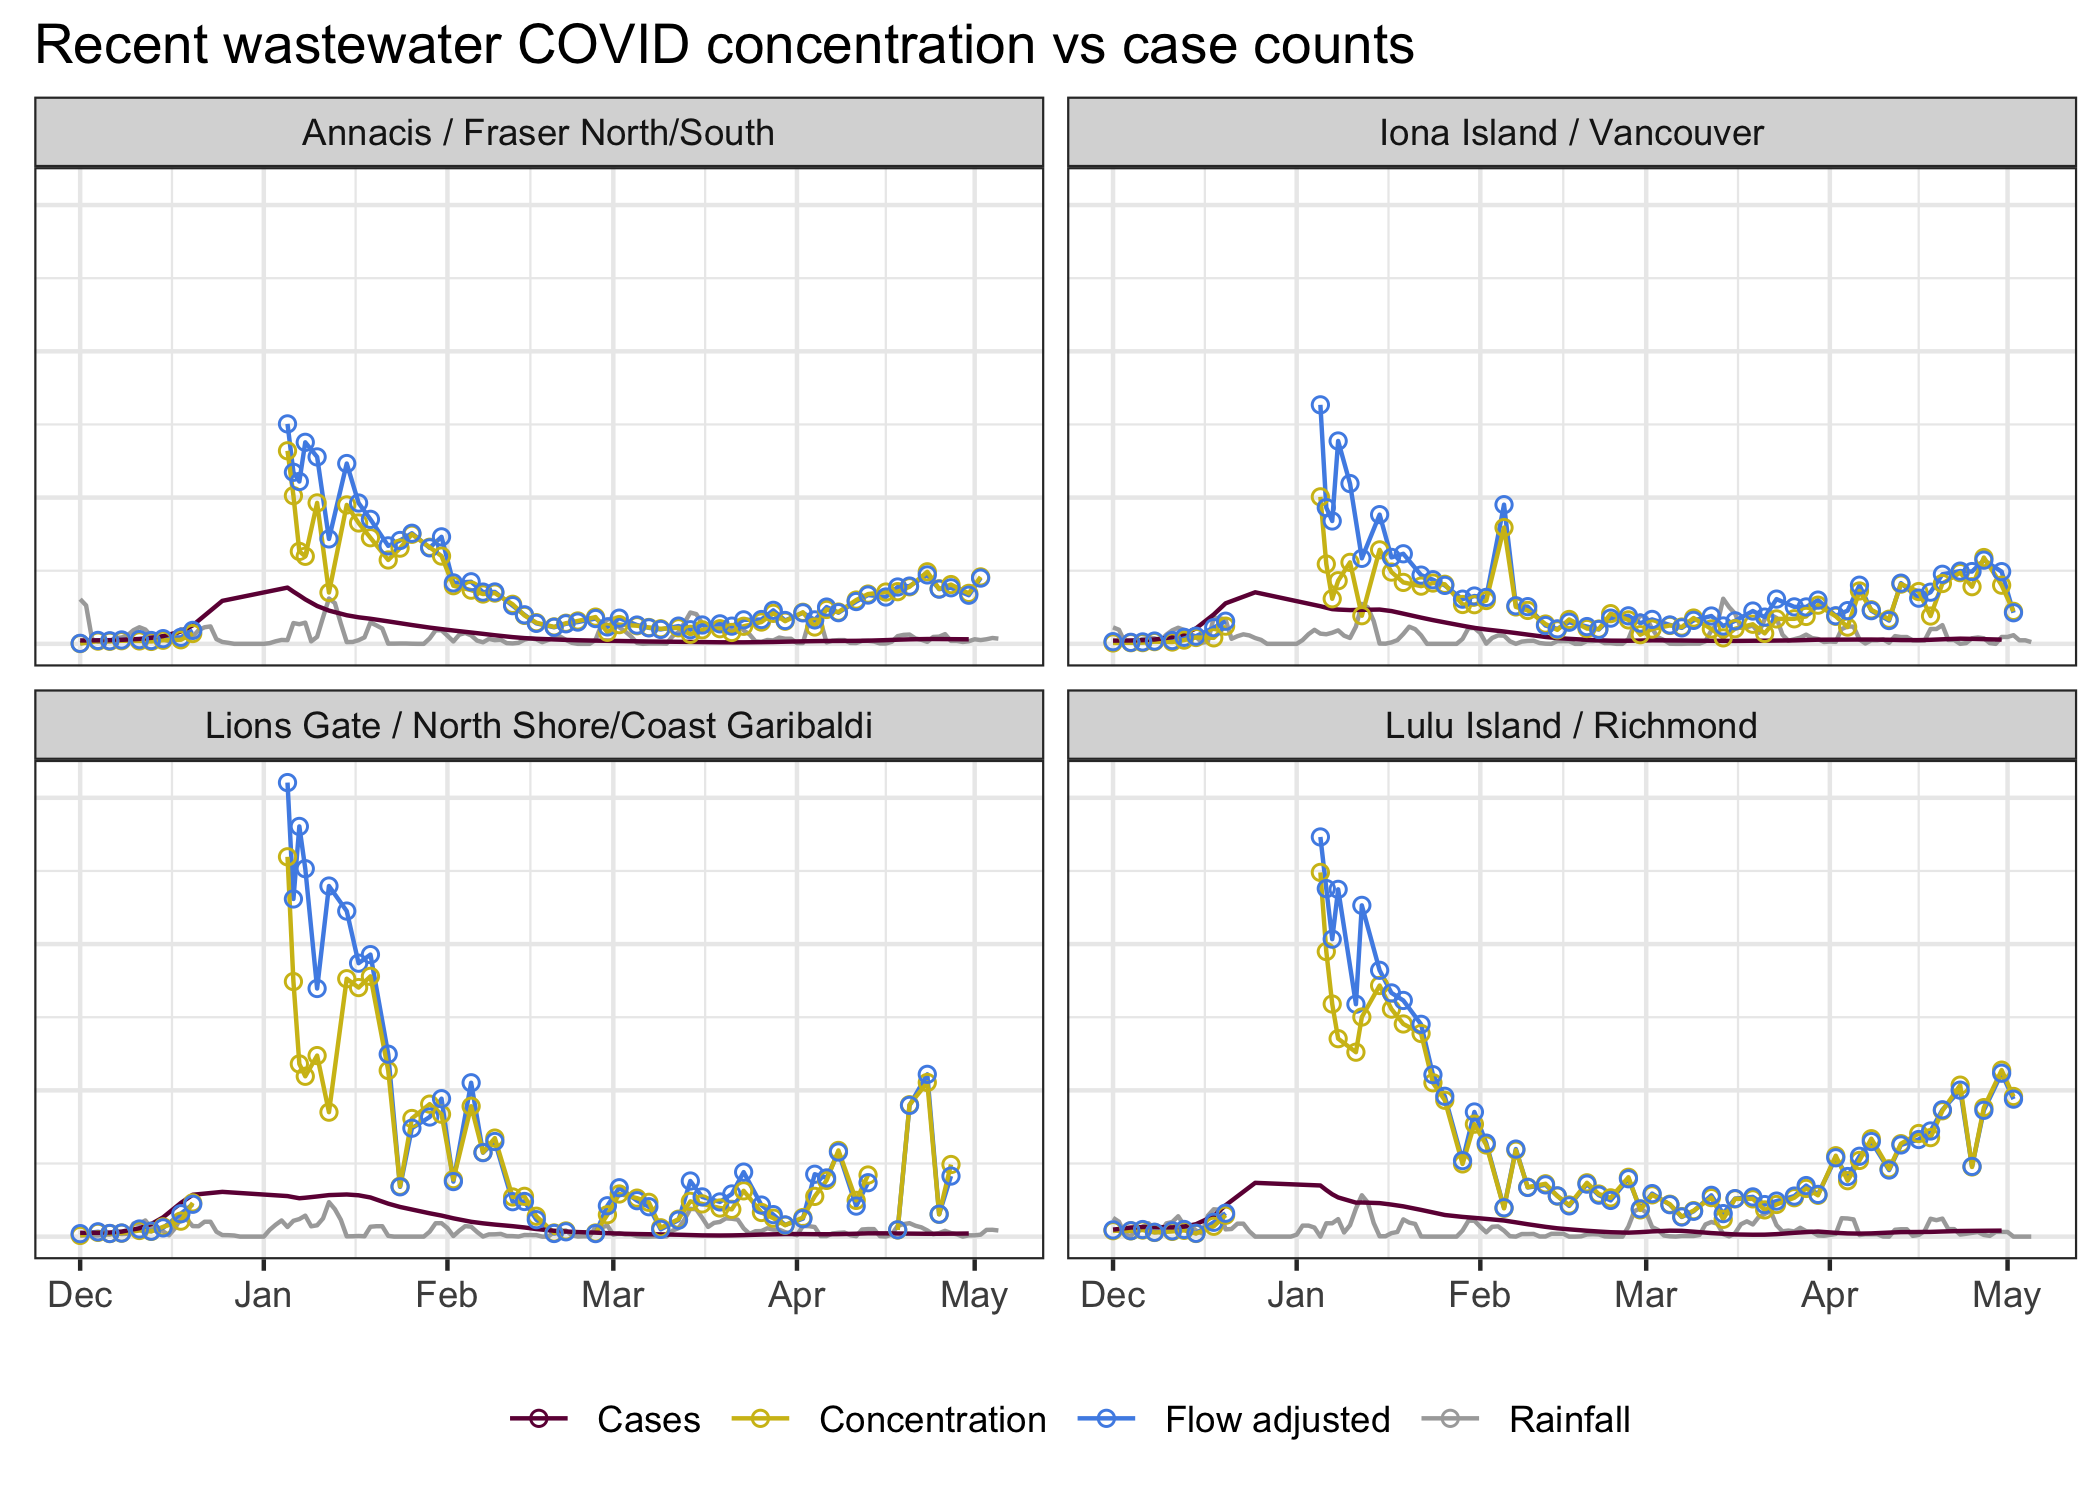 Recent wastewater COVID concentration vs case counts
Annacis / Fraser North/South
Iona Island / Vancouver
Lions Gate / North Shore/Coast Garibaldi
Lulu Island / Richmond
Dec Jan Feb Mar Apr May
Dec Jan Feb Mar Apr May
Cases Concentration Flow adjusted Rainfall